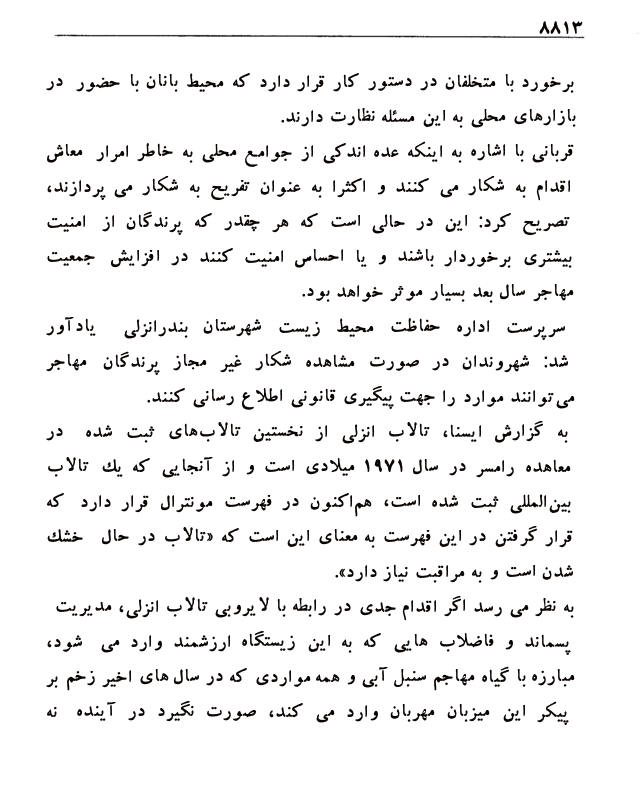 ۸۸۱۳
برخورد با متخلفان در دستور کار قرار دارد که محیط بانان با حضور در
بازارهای محلی به این مسئله نظارت دارند.
قربانی با اشاره به اینکه عده اندکی از جوامع محلی به خاطر امرار معاش
اقدام به شکار می کنند و اکثرا به عنوان تفریح به شکار می پردازند،
تصریح کرد: این در حالی است که هر چقدر که پرندگان از امنیت
بیشتری برخوردار باشند و یا احساس امنیت کنند در افزایش جمعیت
مهاجر سال بعد بسیار موثر خواهد بود.
سرپرست اداره حفاظت محیط زیست شهرستان بندرانزلی یادآور
شد: شهروندان در صورت مشاهده شکار غیر مجاز پرندگان مهاجر
می‌توانند موارد را جهت پیگیری قانونی اطلاع رسانی کنند.
به گزارش ایسنا، تالاب انزلی از نخستین تالاب‌های ثبت شده در
معاهده رامسر در سال ۱۹۷۱ میلادی است و از آنجایی که یك تالاب
بین‌المللی ثبت شده است، هم‌اکنون در فهرست مونترال قرار دارد که
قرار گرفتن در این فهرست به معنای این است که «تالاب در حال خشك
شدن است و به مراقبت نیاز دارد».
به نظر می رسد اگر اقدام جدی در رابطه با لایروبی تالاب انزلی، مدیریت
پسماند و فاضلاب هایی که به این زیستگاه ارزشمند وارد می شود،
مبارزه با گیاه مهاجم سنبل آبی و همه مواردی که در سال های اخیر زخم بر
پیکر این میزبان مهربان وارد می کند، صورت نگیرد در آینده نه